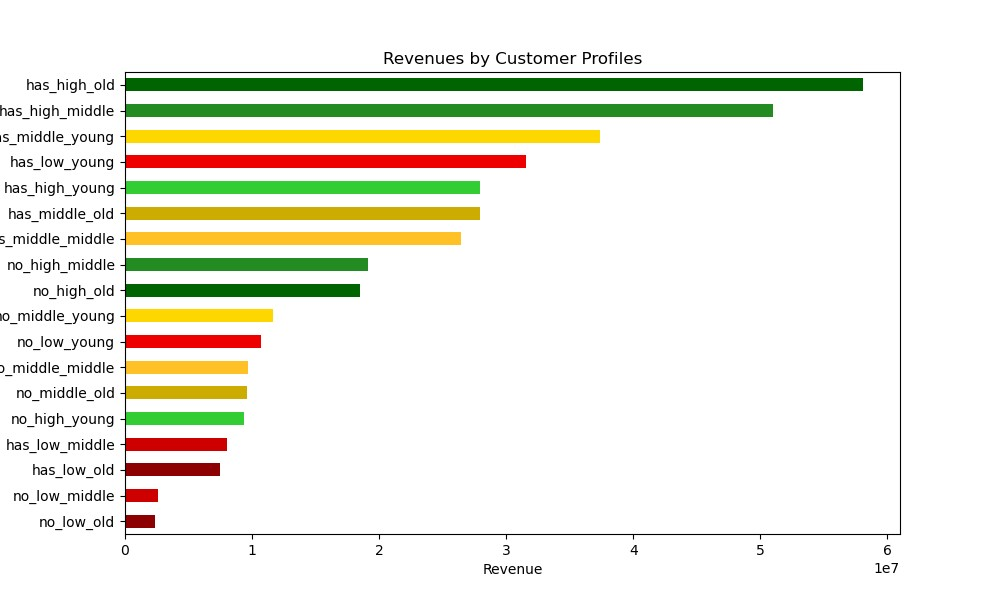 Revenues by Customer Profiles
has_high_old
has_high_middle
as_middle_young
has_low_young
has_high_young
has_middle_old
s_middle_middle
no_high_middle
no_high_old
no_middle_young
no_low_young
o_middle_middle
no_middle_old
no_high_young
has_low_middle
has_low_old
no_low_middle
no_low_old
0 1 2 3 4 5 6
1e7
Revenue